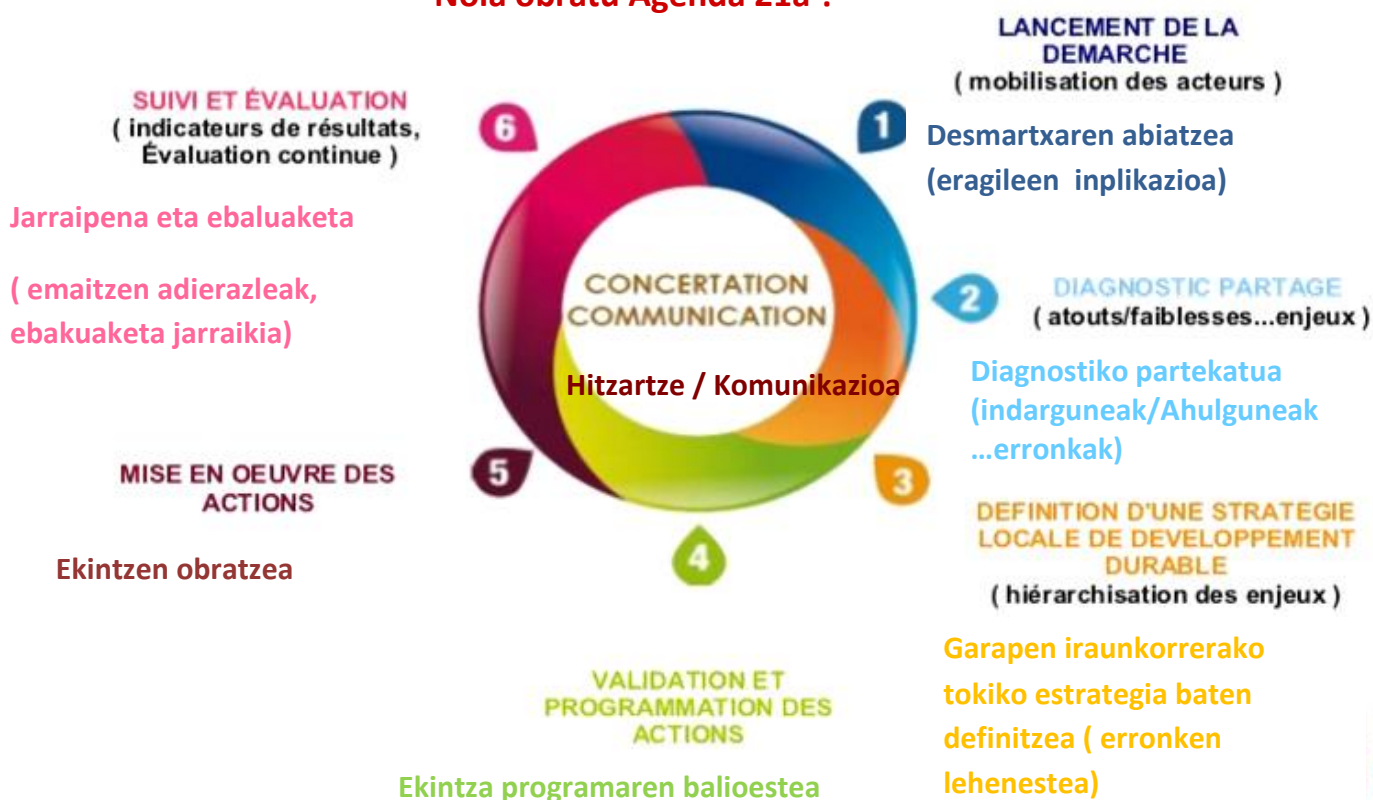 Nola obratu Agenda 21a ?
LANCEMENT DE LA
DEMARCHE
( mobilisation des acteurs )
1
Desmartxaren abiatzea
(eragileen inplikazioa)
2
DIAGNOSTIC PARTAGE
( atouts/faiblesses...enjeux )
Diagnostiko partekatua
(indarguneak/Ahulguneak
...erronkak)
3
DEFINITION D'UNE STRATEGIE
LOCALE DE DEVELOPPEMENT
DURABLE
( hiérarchisation des enjeux )
Garapen iraunkorrerako
tokiko estrategia baten
definitzea ( erronken
lehenestea)
4
VALIDATION ET
PROGRAMMATION DES
ACTIONS
Ekintza programaren balioestea
5
MISE EN OEUVRE DES
ACTIONS
Ekintzen obratzea
6
SUIVI ET ÉVALUATION
( indicateurs de résultats,
Évaluation continue )
Jarraipena eta ebaluaketa
( emaitzen adierazleak,
ebakuaketa jarraikia)
CONCERTATION
COMMUNICATION
Hitzartze / Komunikazioa